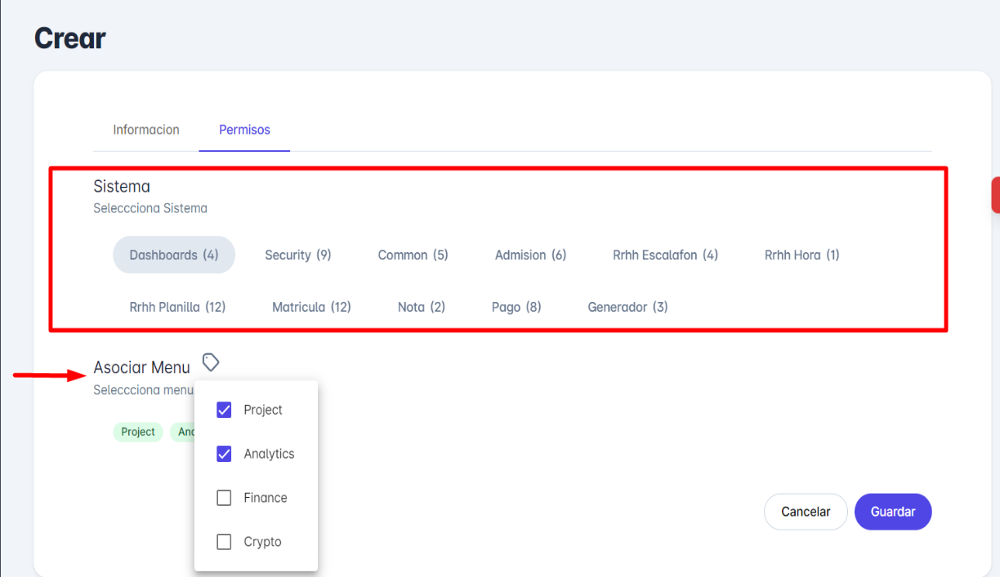 Crear
Informacion Permisos
Sistema
Seleccciona Sistema
Dashboards (4) Security (9) Common (5) Admision (6) Rrhh Escalafon (4) Rrhh Hora (1)
Rrhh Planilla (12) Matricula (12) Nota (2) Pago (8) Generador (3)
Asociar Menu
Seleccciona menu
Project
Project
Analytics
Finance
Crypto
Cancelar Guardar